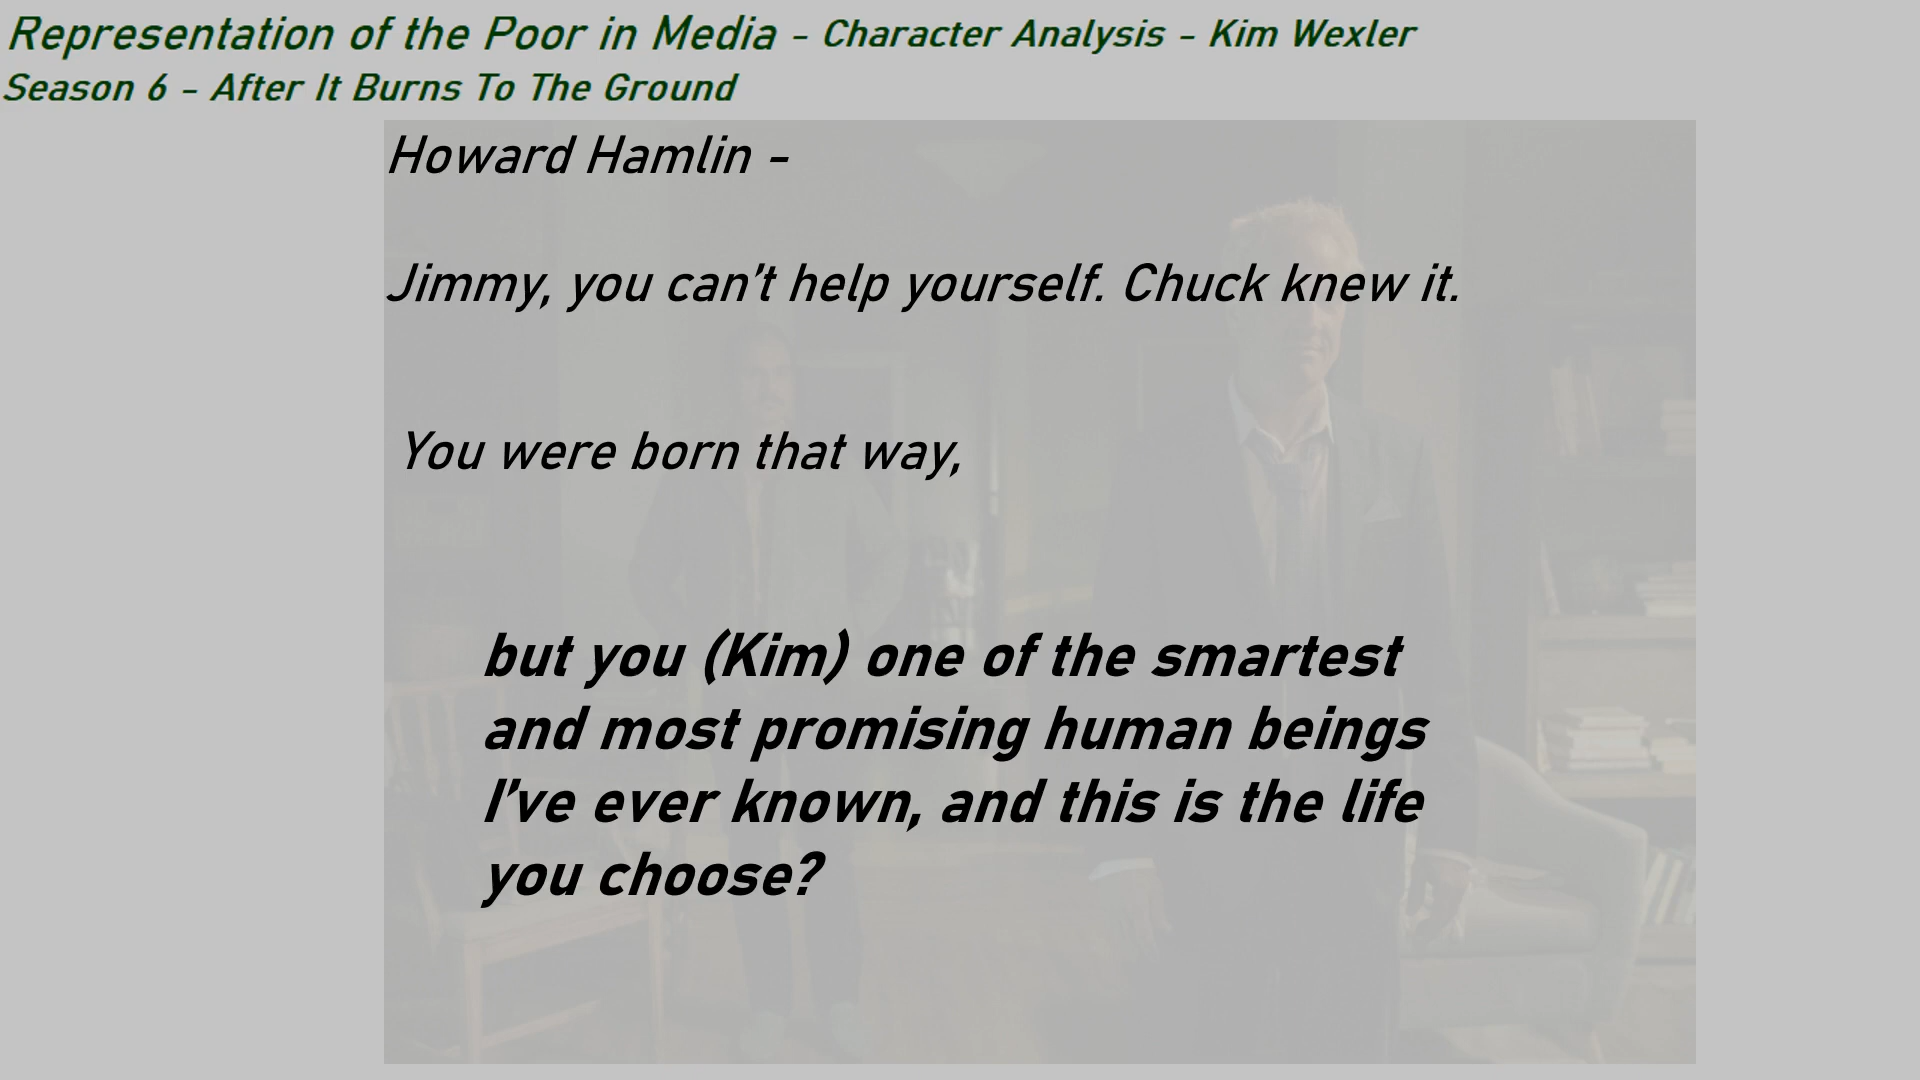 Representation of the Poor in Media - Character Analysis - Kim Wexler
Season 6 - After It Burns To The Ground
Howard Hamlin -
Jimmy, you can't help yourself. Chuck knew it.
You were born that way,
but you (Kim) one of the smartest
and most promising human beings
I've ever known, and this is the life
you choose?